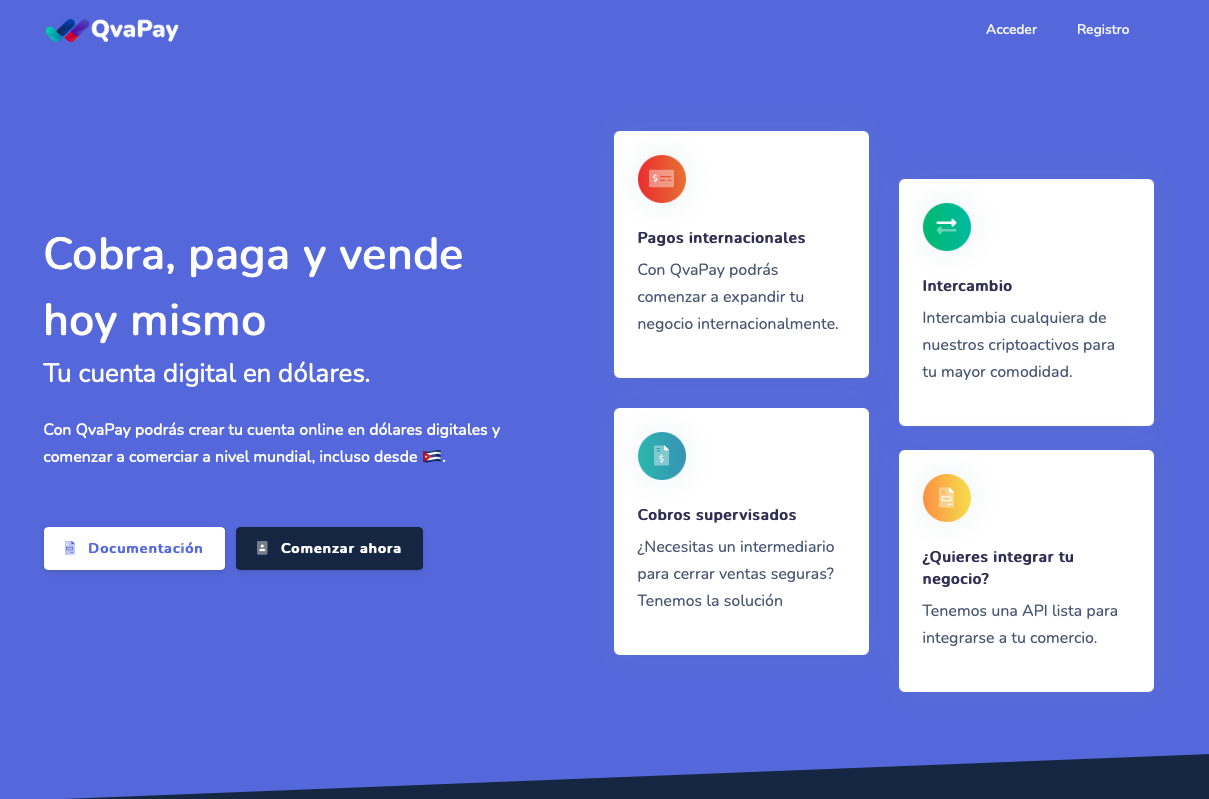 QvaPay
Acceder
Registro
Cobra, paga y vende
hoy mismo
Tu cuenta digital en dólares.
Con QvaPay podrás crear tu cuenta online en dólares digitales y
comenzar a comerciar a nivel mundial, incluso desde 🇨🇺.
Documentación
Comenzar ahora
Pagos internacionales
Con QvaPay podrás
comenzar a expandir tu
negocio internacionalmente.
Cobros supervisados
¿Necesitas un intermediario
para cerrar ventas seguras?
Tenemos la solución
Intercambio
Intercambia cualquiera de
nuestros criptoactivos para
tu mayor comodidad.
¿Quieres integrar tu
negocio?
Tenemos una API lista para
integrarse a tu comercio.